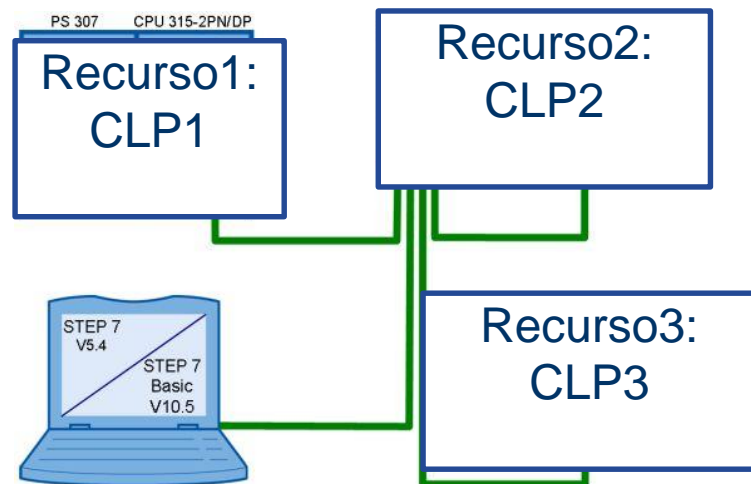 PS 307 CPU 315-2PN/DP
Recurso1:
CLP1
Recurso2:
CLP2
STEP 7
V5.4
STEP 7
Basic
V10.5
Recurso3:
CLP3